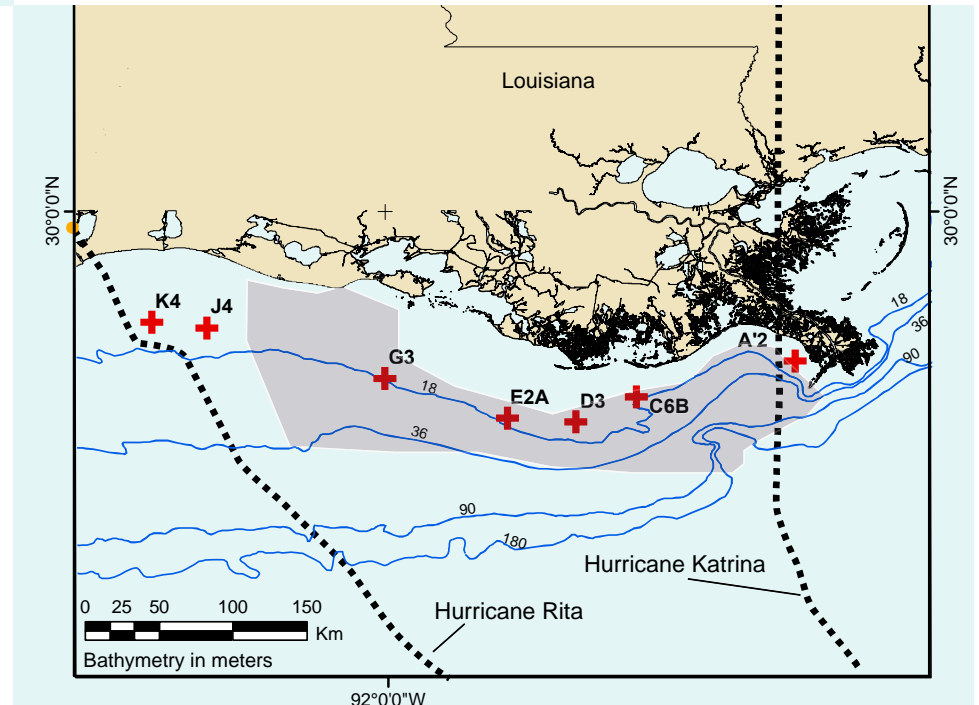 Louisiana
30°0'0"N
30°0'0"N
K4
J4
18
36
90
A'2
G3
18
E2A
D3
C6B
36
90
180
Hurricane Katrina
0 25 50 100 150
Km
Hurricane Rita
Bathymetry in meters
92°0'0"W